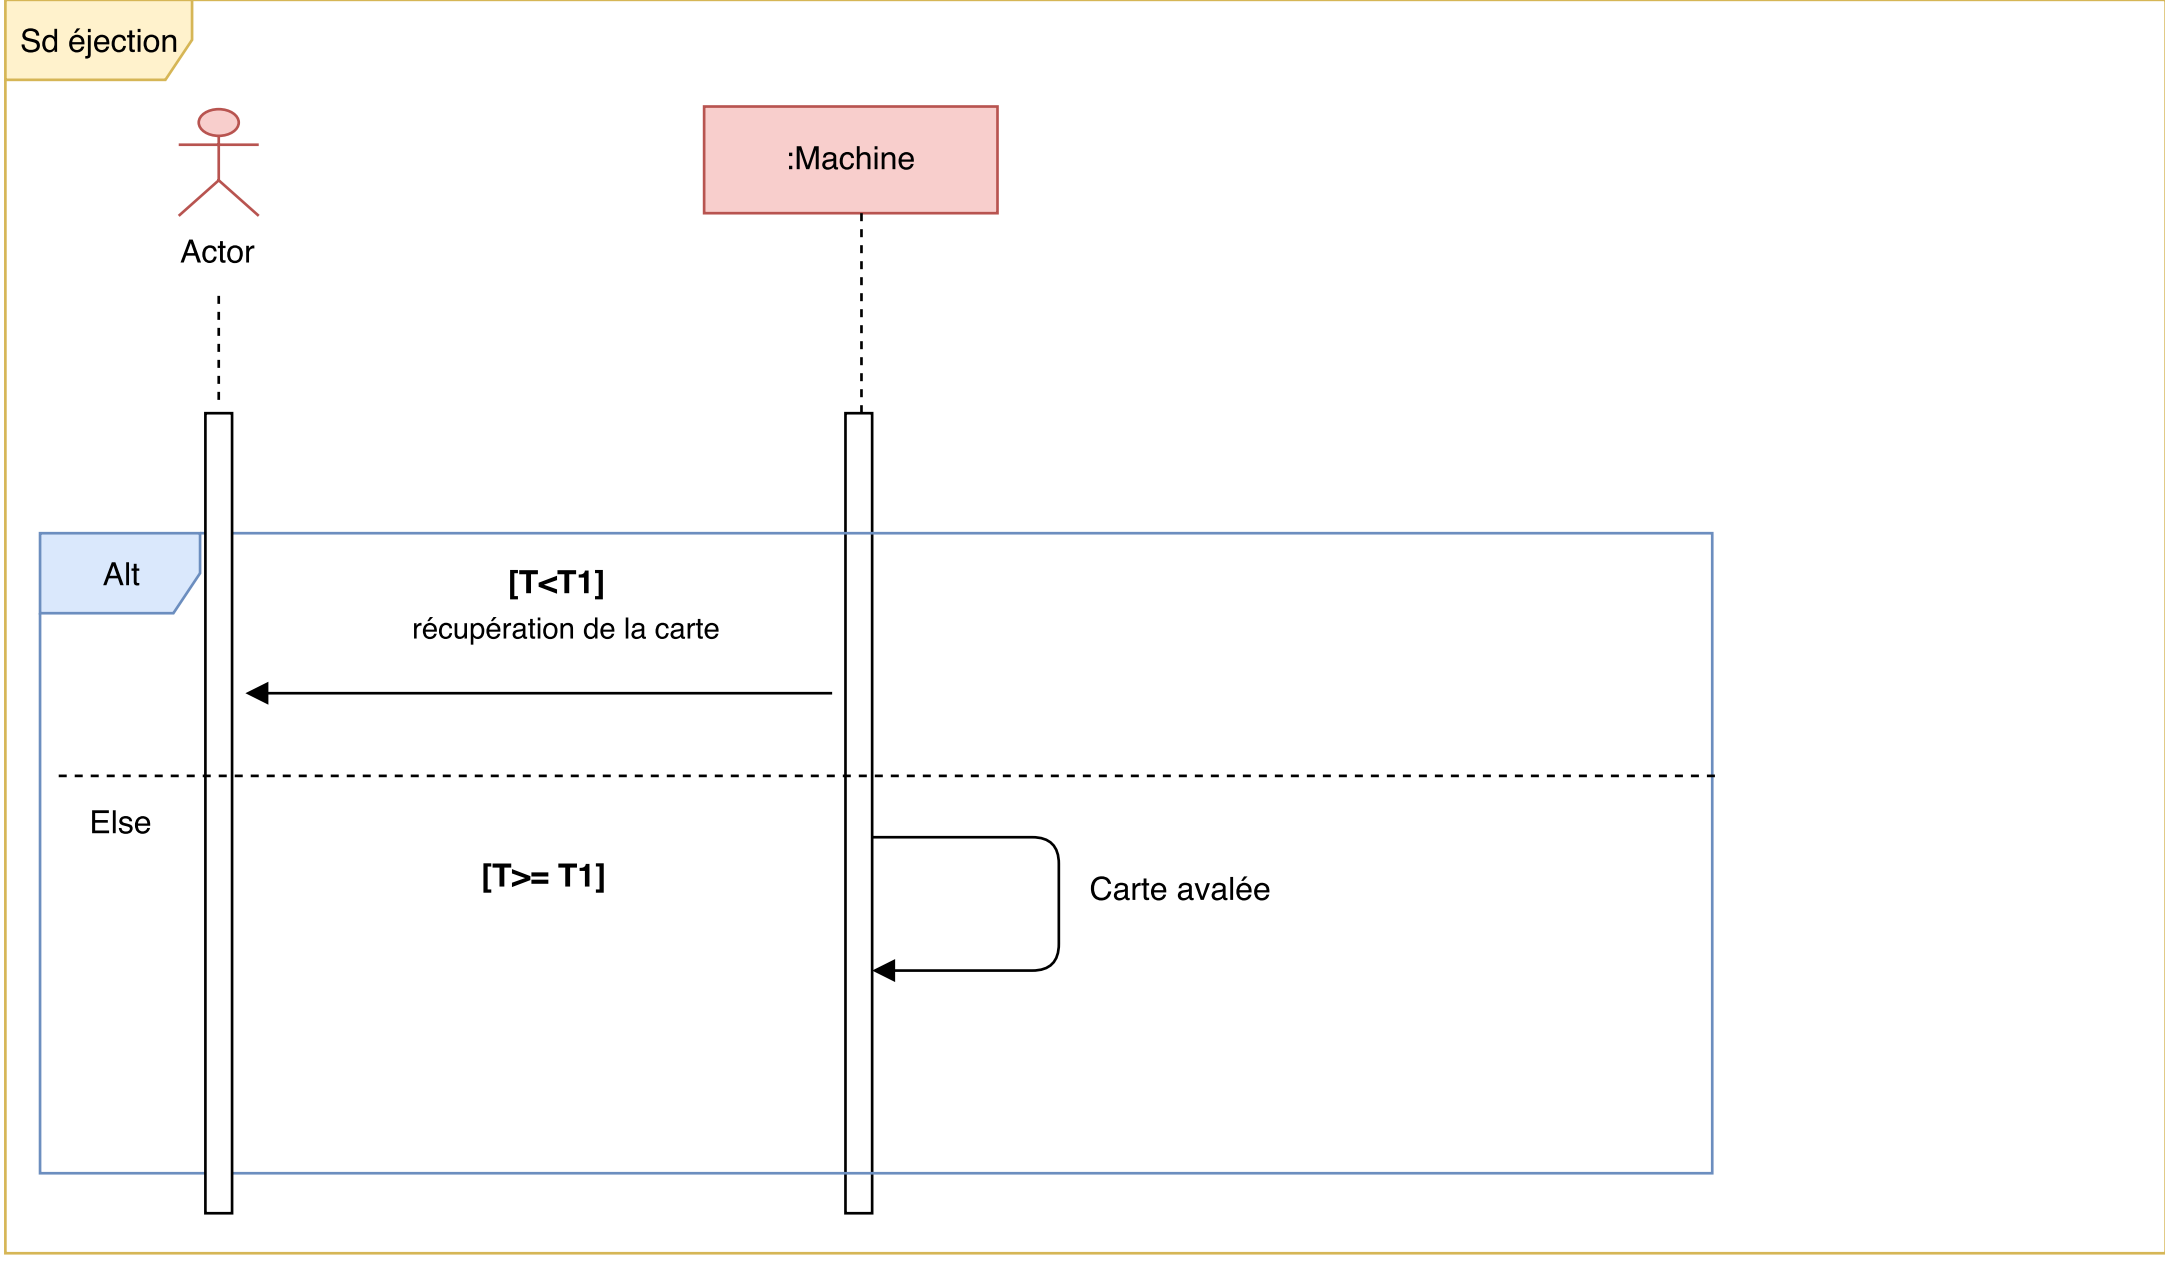 Sd éjection
:Machine
Actor
Alt
[T<T1]
récupération de la carte
Else
[T>= T1]
Carte avalée